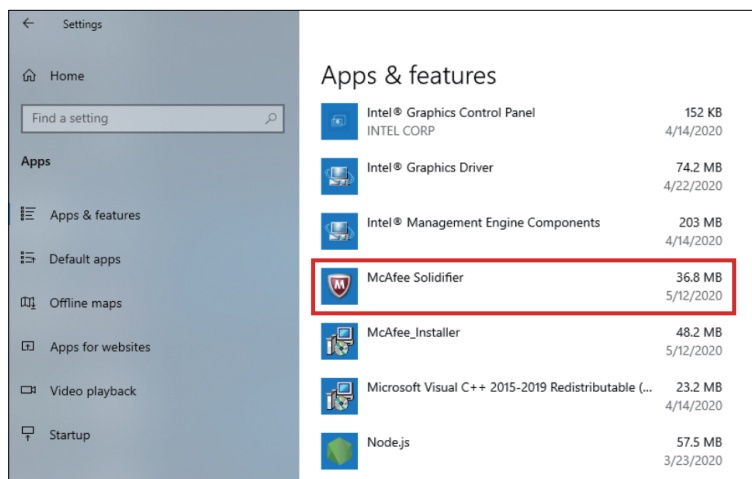 Settings
Home
Find a setting
Apps
Apps & features
Default apps
Offline maps
Apps for websites
Video playback
Startup
Apps & features
Intel® Graphics Control Panel 152 KB
INTEL CORP 4/14/2020
Intel® Graphics Driver 74.2 MB
4/22/2020
Intel® Management Engine Components 203 MB
4/14/2020
McAfee Solidifier 36.8 MB
5/12/2020
McAfee_Installer 48.2 MB
5/12/2020
Microsoft Visual C++ 2015-2019 Redistributable (... 23.2 MB
4/14/2020
Node.js 57.5 MB
3/23/2020